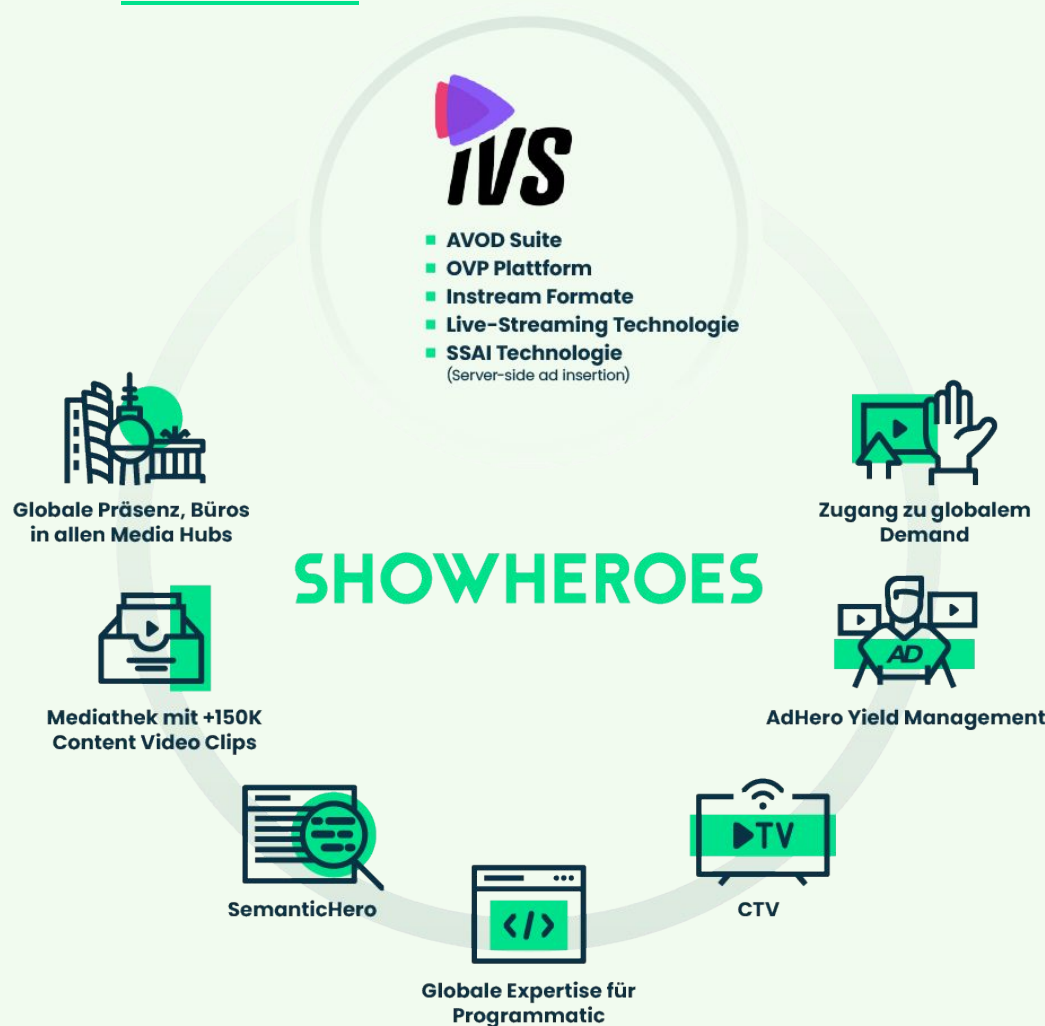 IVS
AVOD Suite
OVP Plattform
Instream Formate
Live-Streaming Technologie
SSAI Technologie
(Server-side ad insertion)
Globale Präsenz, Büros
in allen Media Hubs
Zugang zu globalem
Demand
SHOWHEROES
AD
Mediathek mit +150K
Content Video Clips
AdHero Yield Management
TV
SemanticHero
CTV
</>
Globale Expertise für
Programmatic